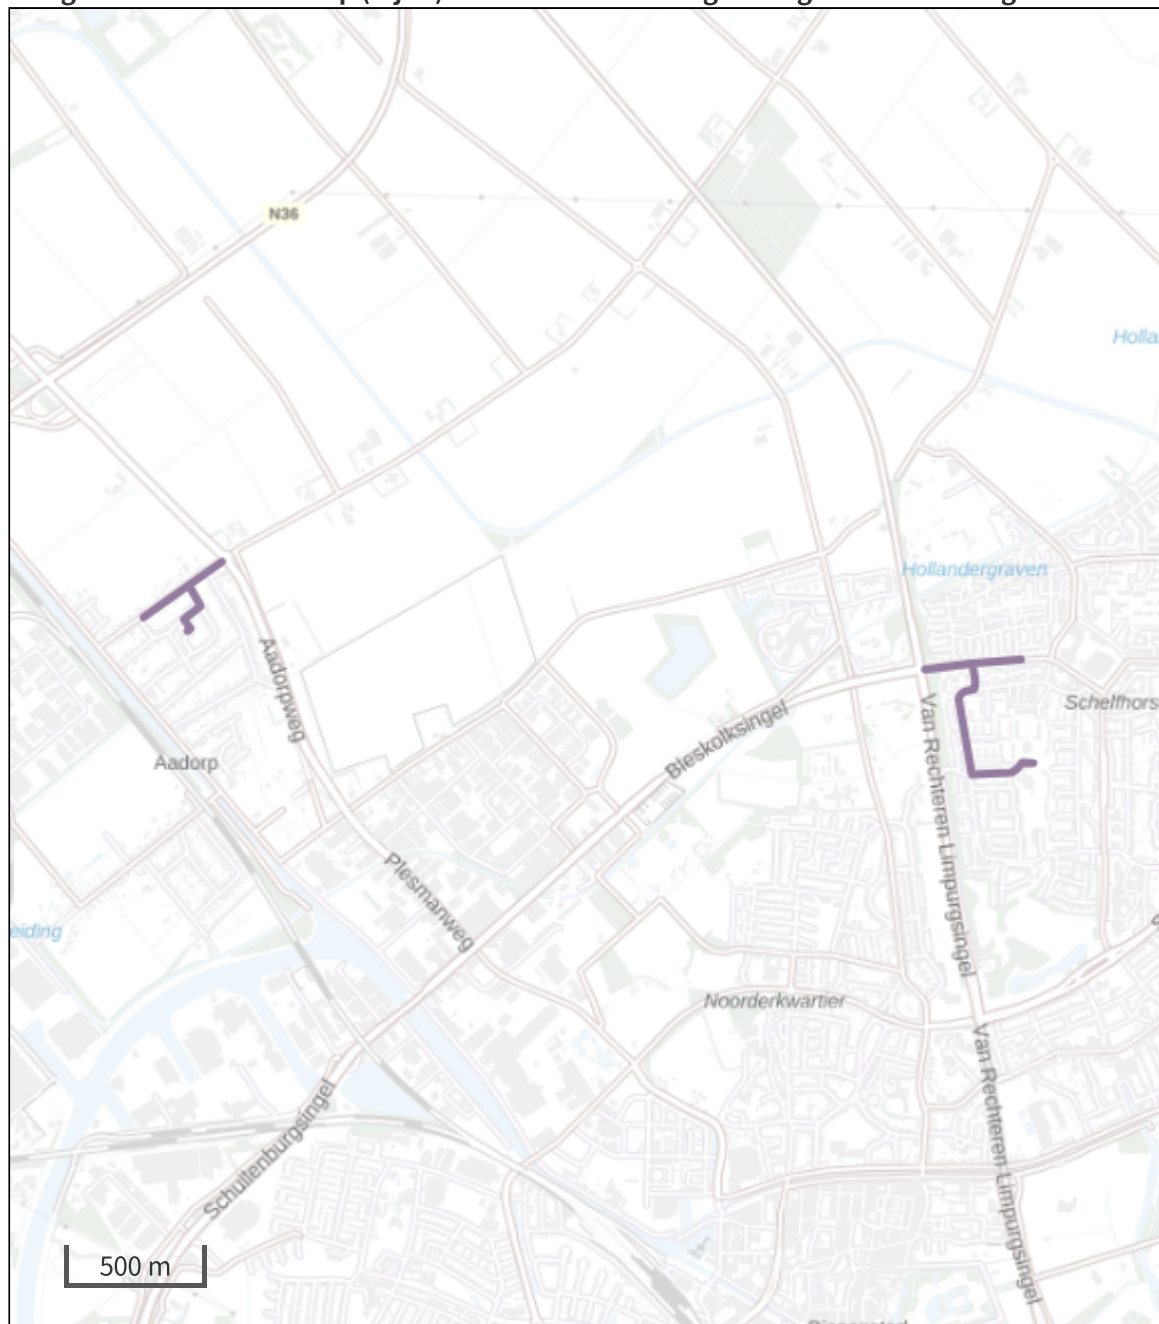 N36
Holla
Hollandergraven
Aadorpweg
Schelfhors
Van Rechteren Limpurgsingel
Bleskolksingel
Aadorp
Plesmanweg
eiding
Noorderkwartier
Van Rechteren Limpurgsingel
Schuilenburgsingel
500 m